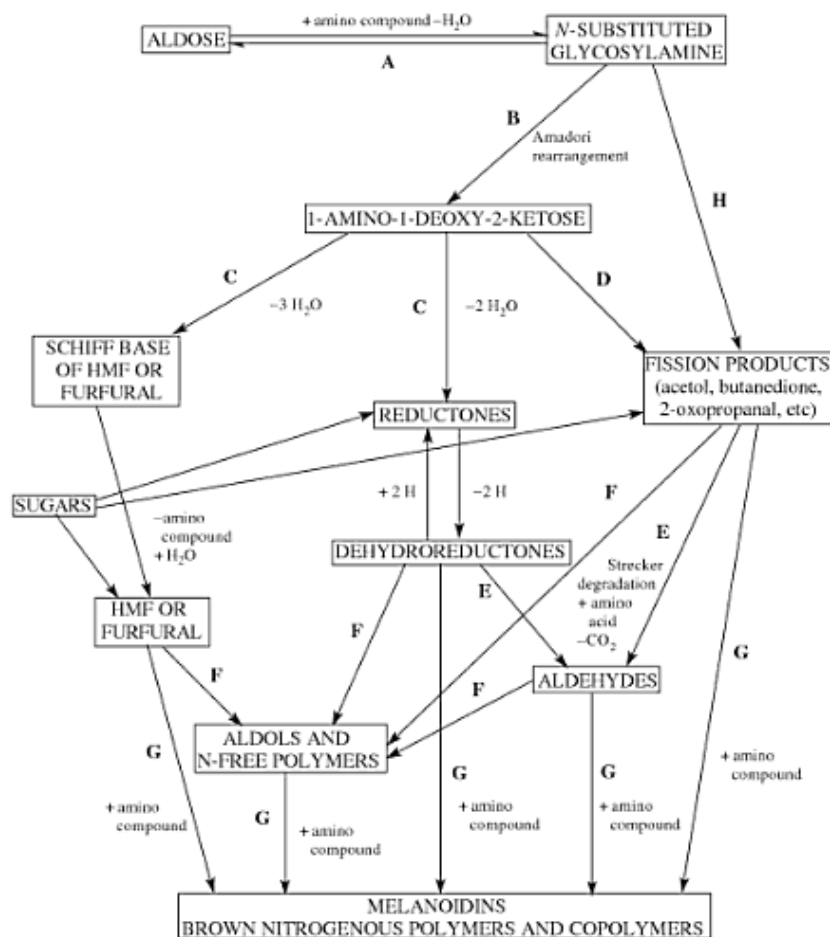 + amino compound –H₂O
ALDOSE
N-SUBSTITUTED
GLYCOSYLAMINE
A
B
Amadori
rearrangement
H
1-AMINO-1-DEOXY-2-KETOSE
C
–3 H₂O
C
–2 H₂O
D
SCHIFF BASE
OF HMF OR
FURFURAL
FISSION PRODUCTS
(acetol, butanedione,
2-oxopropanal, etc)
REDUCTONES
SUGARS
+ 2 H
–2 H
F
E
–amino
compound
+H₂O
DEHYDROREDUCTONES
Strecker
degradation
+ amino
acid
–CO₂
E
HMF OR
FURFURAL
F
F
F
G
ALDEHYDES
ALDOLS AND
N-FREE POLYMERS
G
+ amino
compound
G
+ amino
compound
G
+ amino
compound
G
+ amino
compound
+ amino
compound
MELANOIDINS
BROWN NITROGENOUS POLYMERS AND COPOLYMERS